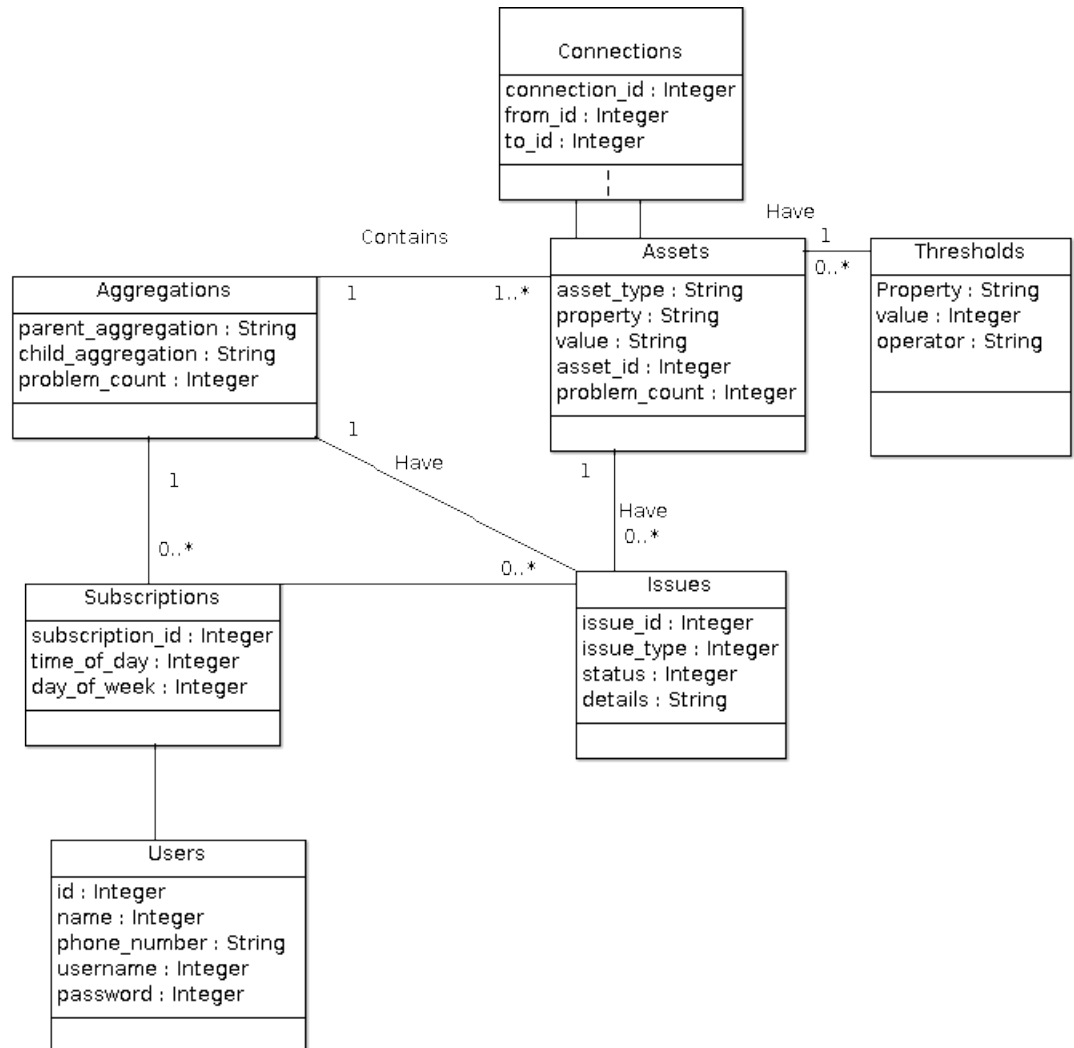 Connections
connection_id : Integer
from_id : Integer
to_id : Integer
Have
Contains
1
Assets
Thresholds
0..*
Aggregations
1
1..*
asset_type : String
property : String
value : String
asset_id : Integer
problem_count : Integer
Property : String
value : Integer
operator : String
parent_aggregation : String
child_aggregation : String
problem_count : Integer
1
Have
1
1
Have
0..*
0..*
0..*
Subscriptions
Issues
subscription_id : Integer
time_of_day : Integer
day_of_week : Integer
issue_id : Integer
issue_type : Integer
status : Integer
details : String
Users
id : Integer
name : Integer
phone_number : String
username : Integer
password : Integer